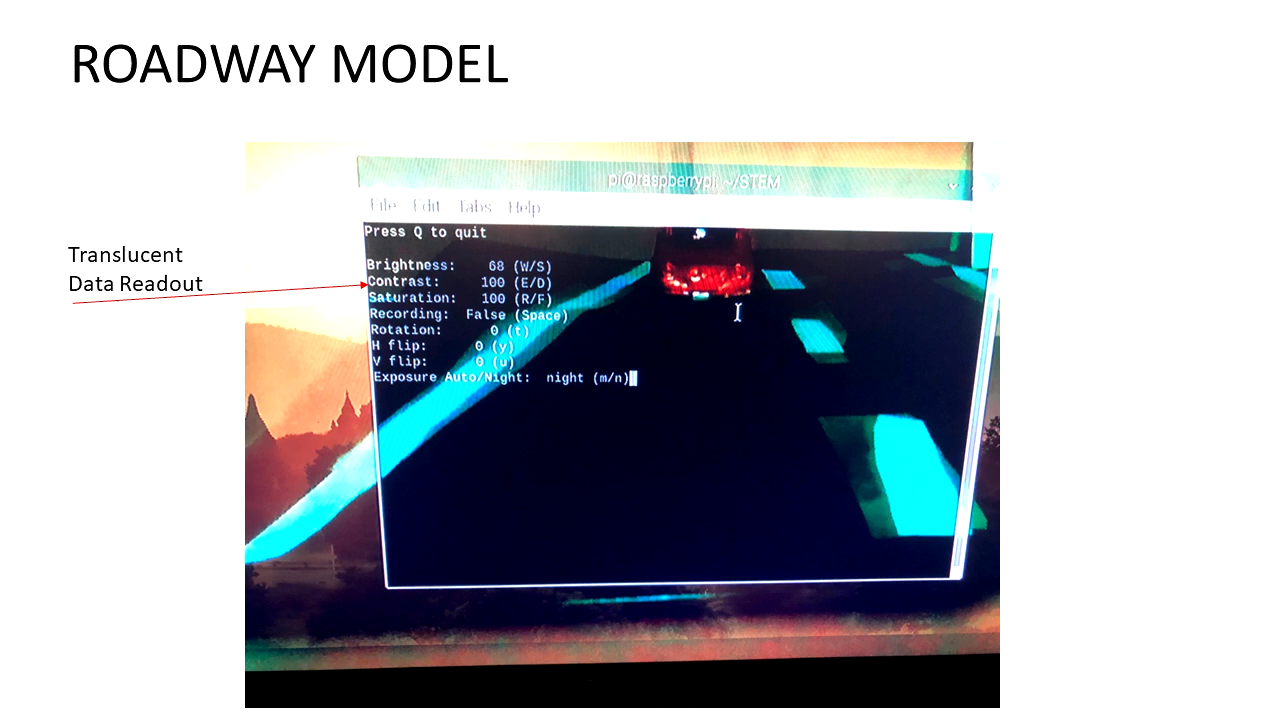 ROADWAY MODEL
pi@raspberrypi: ~/STEM
File Edit Tabs Help
Press Q to quit
Translucent
Data Readout
Brightness: 68 (W/S)
Contrast: 100 (E/D)
Saturation: 100 (R/F)
Recording: False (Space)
Rotation: 0 (t)
H flip: 0 (y)
V flip: 0 (u)
Exposure Auto/Night: night (m/n)